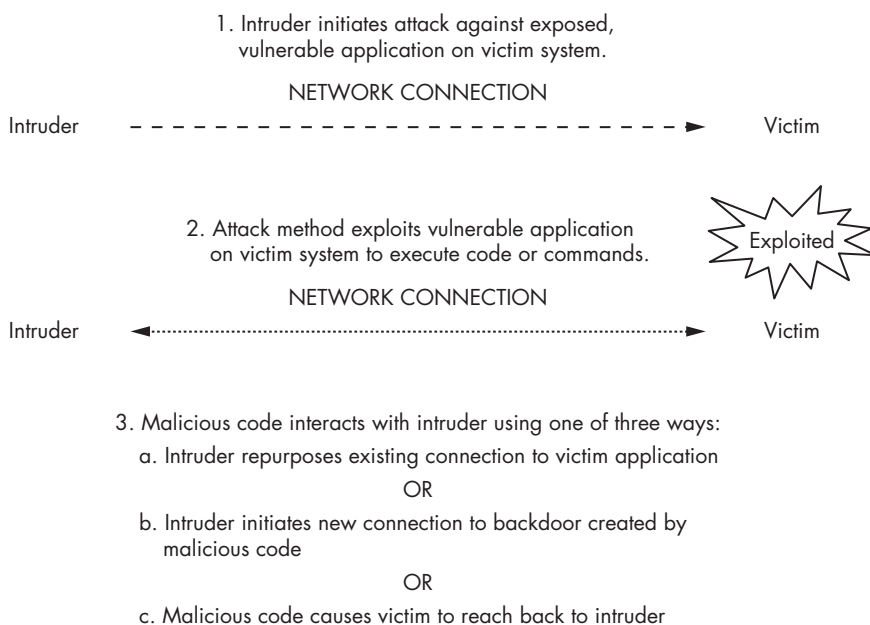 1. Intruder initiates attack against exposed,
vulnerable application on victim system.
NETWORK CONNECTION
Intruder
Victim
2. Attack method exploits vulnerable application
on victim system to execute code or commands.
Exploited
NETWORK CONNECTION
Intruder
Victim
3. Malicious code interacts with intruder using one of three ways:
a. Intruder repurposes existing connection to victim application
OR
b. Intruder initiates new connection to backdoor created by
malicious code
OR
c. Malicious code causes victim to reach back to intruder